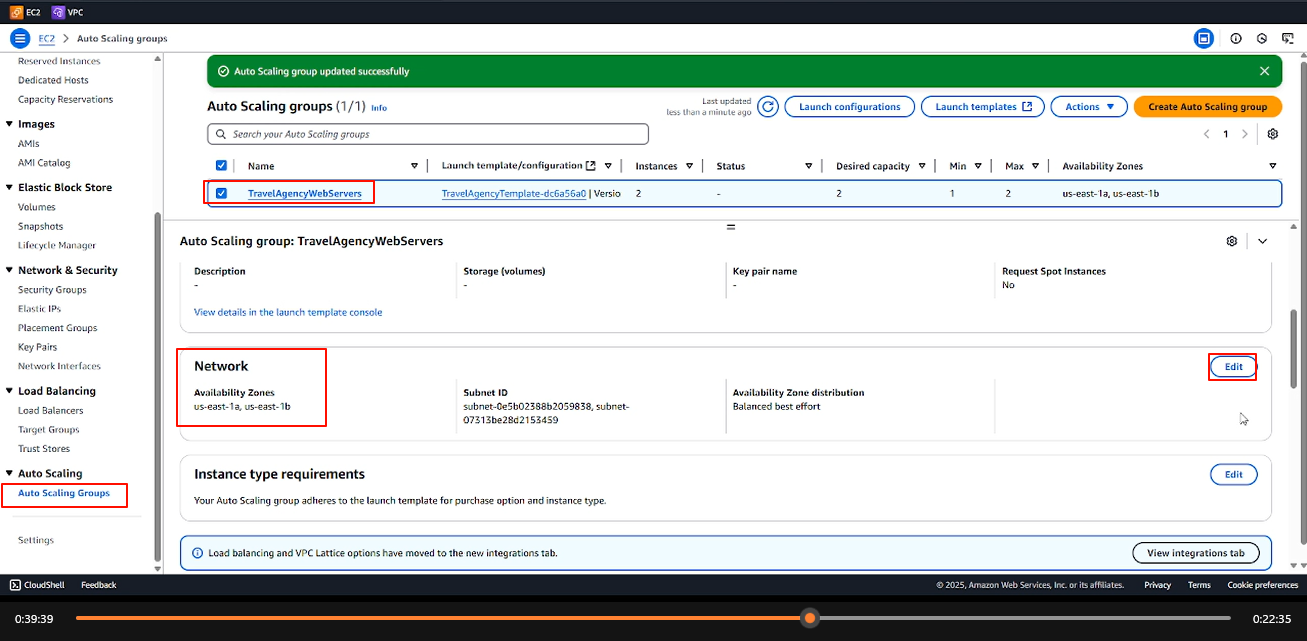 EC2 VPC
EC2 > Auto Scaling groups
Reserved Instances
Dedicated Hosts
Capacity Reservations
Images
AMIs
AMI Catalog
Elastic Block Store
Volumes
Snapshots
Lifecycle Manager
Network & Security
Security Groups
Elastic IPs
Placement Groups
Key Pairs
Network Interfaces
Load Balancing
Load Balancers
Target Groups
Trust Stores
Auto Scaling
Auto Scaling Groups
Settings
Auto Scaling group updated successfully
Auto Scaling groups (1/1) Info
Last updated
less than a minute ago
Launch configurations
Launch templates
Actions
Create Auto Scaling group
Search your Auto Scaling groups
1
Name Launch template/configuration Instances Status Desired capacity Min Max Availability Zones
TravelAgencyWebServers TravelAgencyTemplate-dc6a56a0 | Versio 2 - 2 1 2 us-east-1a, us-east-1b
Auto Scaling group: TravelAgencyWebServers
Description Storage (volumes) Key pair name Request Spot Instances
- - - No
View details in the launch template console
Network
Edit
Availability Zones
us-east-1a, us-east-1b
Subnet ID
subnet-0e5b02388b2059838, subnet-
07313be28d2153459
Availability Zone distribution
Balanced best effort
Instance type requirements
Edit
Your Auto Scaling group adheres to the launch template for purchase option and instance type.
Load balancing and VPC Lattice options have moved to the new integrations tab.
View integrations tab
CloudShell Feedback © 2025, Amazon Web Services, Inc. or its affiliates. Privacy Terms Cookie preferences
0:39:39 0:22:35